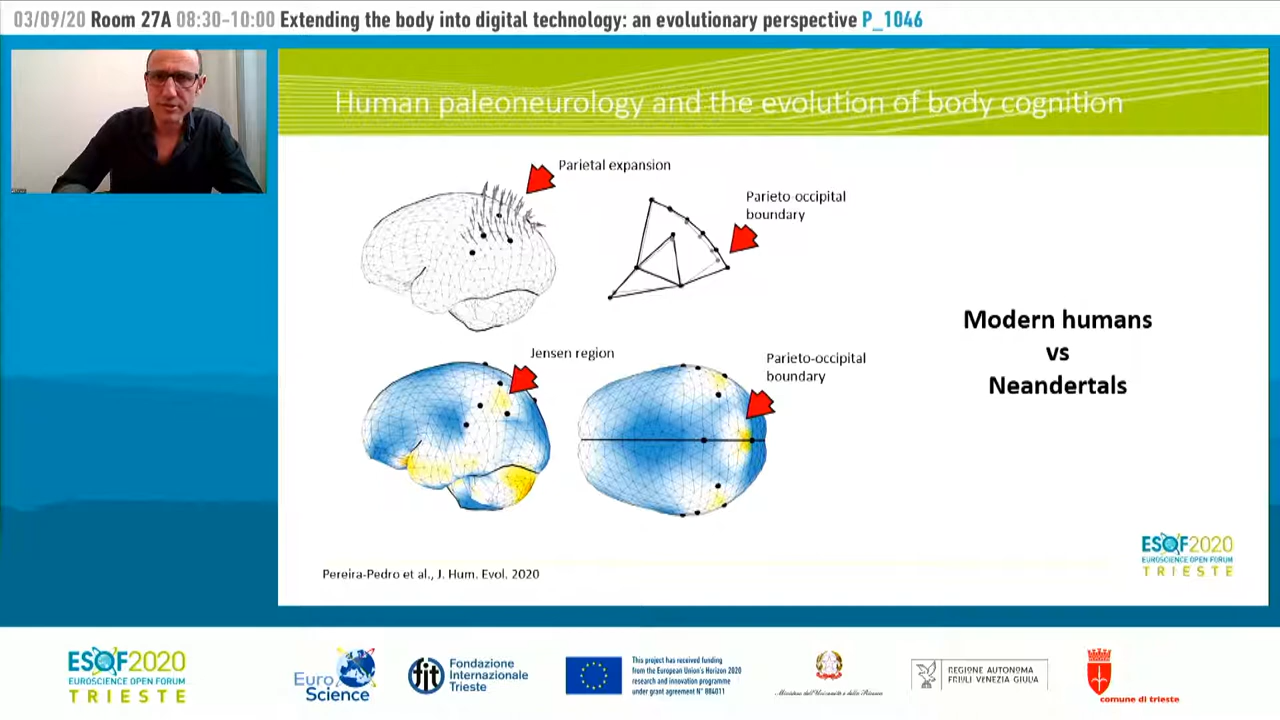 03/09/20 Room 27A 08:30-10:00 Extending the body into digital technology: an evolutionary perspective P_1046
Human paleoneurology and the evolution of body cognition
Parietal expansion
Parieto occipital
boundary
Jensen region
Parieto-occipital
boundary
Modern humans
vs
Neandertals
Pereira-Pedro et al., J. Hum. Evol. 2020
ESOF2020
EUROSCIENCE OPEN FORUM
TRIESTE
ESOF2020
EUROSCIENCE OPEN FORUM
TRIESTE
Euro
Science
fit
Fondazione
Internazionale
Trieste
This project has received funding
from the European Union's Horizon 2020
research and innovation programme
under grant agreement N° 884011
Ministero dell'Università e della Ricerca
REGIONE AUTONOMA
FRIULI VENEZIA GIULIA
comune di trieste